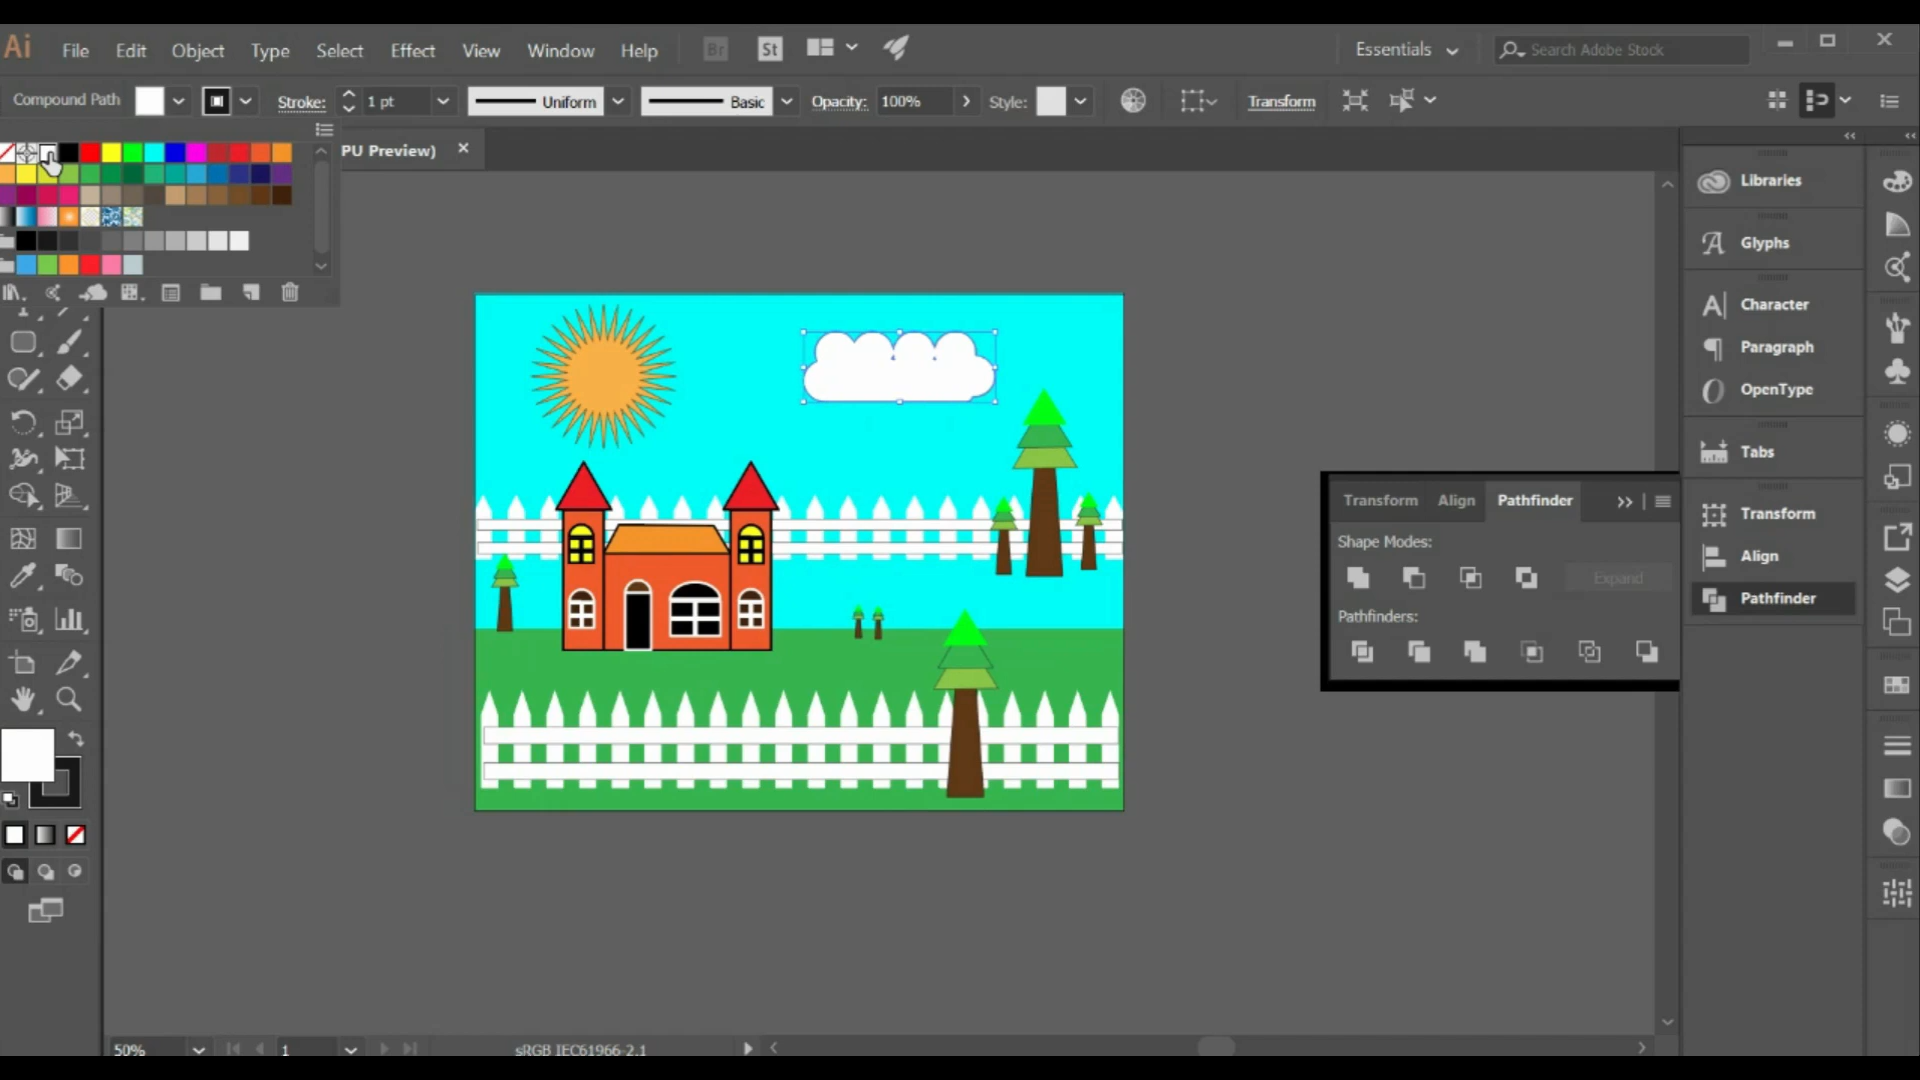 Ai File Edit Object Type Select Effect View Window Help Br St Essentials Search Adobe Stock
Compound Path Stroke: 1 pt Uniform Basic Opacity: 100% Style: Transform
PU Preview) ×
Libraries
Glyphs
Character
Paragraph
OpenType
Tabs
Transform
Align
Pathfinder
Transform Align Pathfinder
Shape Modes:
Expand
Pathfinders:
50% 1 sRGB IEC61966-2.1